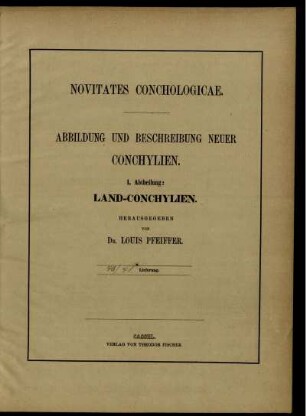 NOVITATES CONCHOLOGICAE.
ABBILDUNG UND BESCHREIBUNG NEUER
CONCHYLIEN.
I. Abtheilung:
LAND-CONCHYLIEN.
HERAUSGEGEBEN
VON
Dr. LOUIS PFEIFFER.
Lieferung.
CASSEL.
VERLAG VON THEODOR FISCHER.